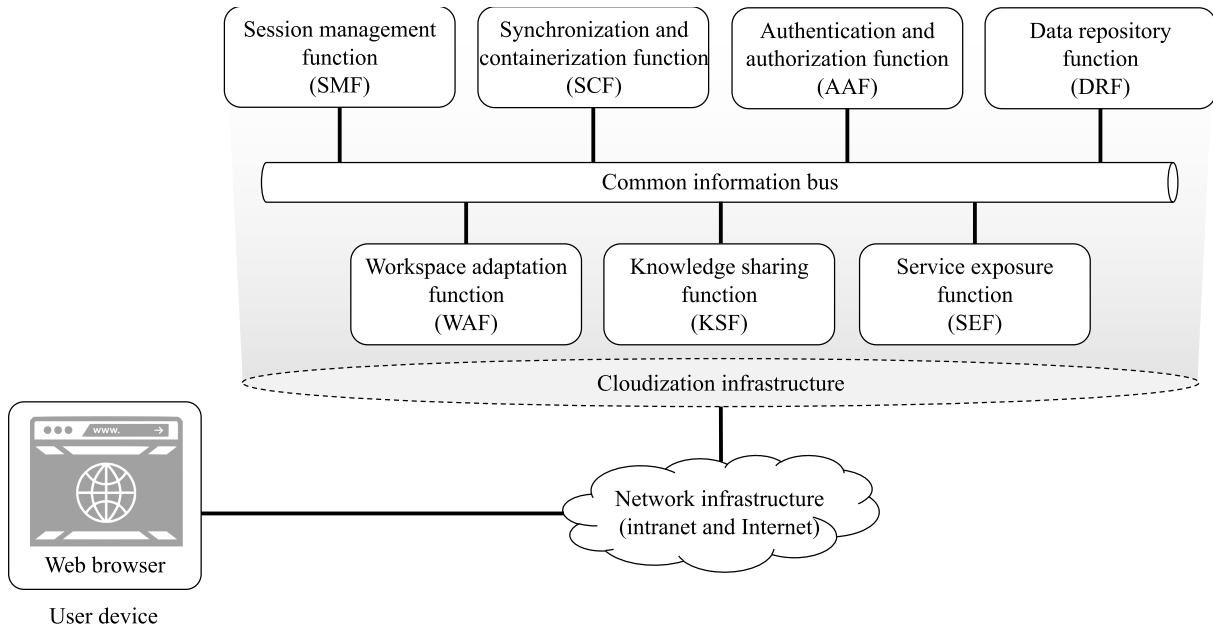 Session management
function
(SMF)
Synchronization and
containerization function
(SCF)
Authentication and
authorization function
(AAF)
Data repository
function
(DRF)
Common information bus
Workspace adaptation
function
(WAF)
Knowledge sharing
function
(KSF)
Service exposure
function
(SEF)
Cloudization infrastructure
www.
Network infrastructure
(intranet and Internet)
Web browser
User device